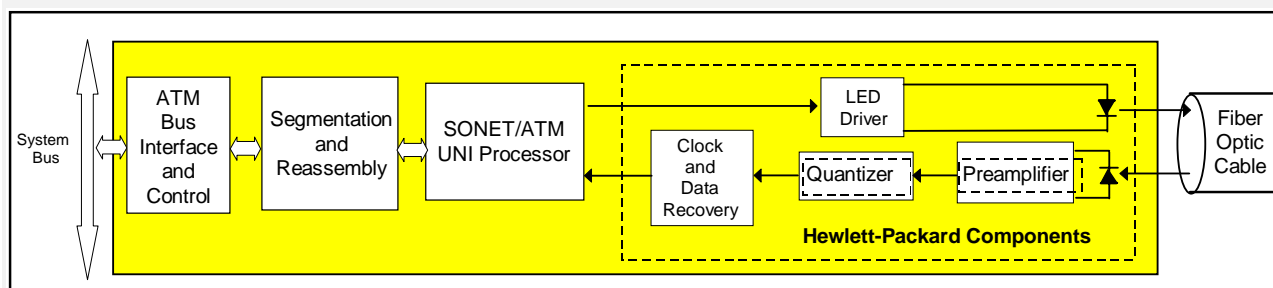 System
Bus
ATM
Bus
Interface
and
Control
Segmentation
and
Reassembly
SONET/ATM
UNI Processor
LED
Driver
Clock
and
Data
Recovery
Quantizer
Preamplifier
Hewlett-Packard Components
Fiber
Optic
Cable